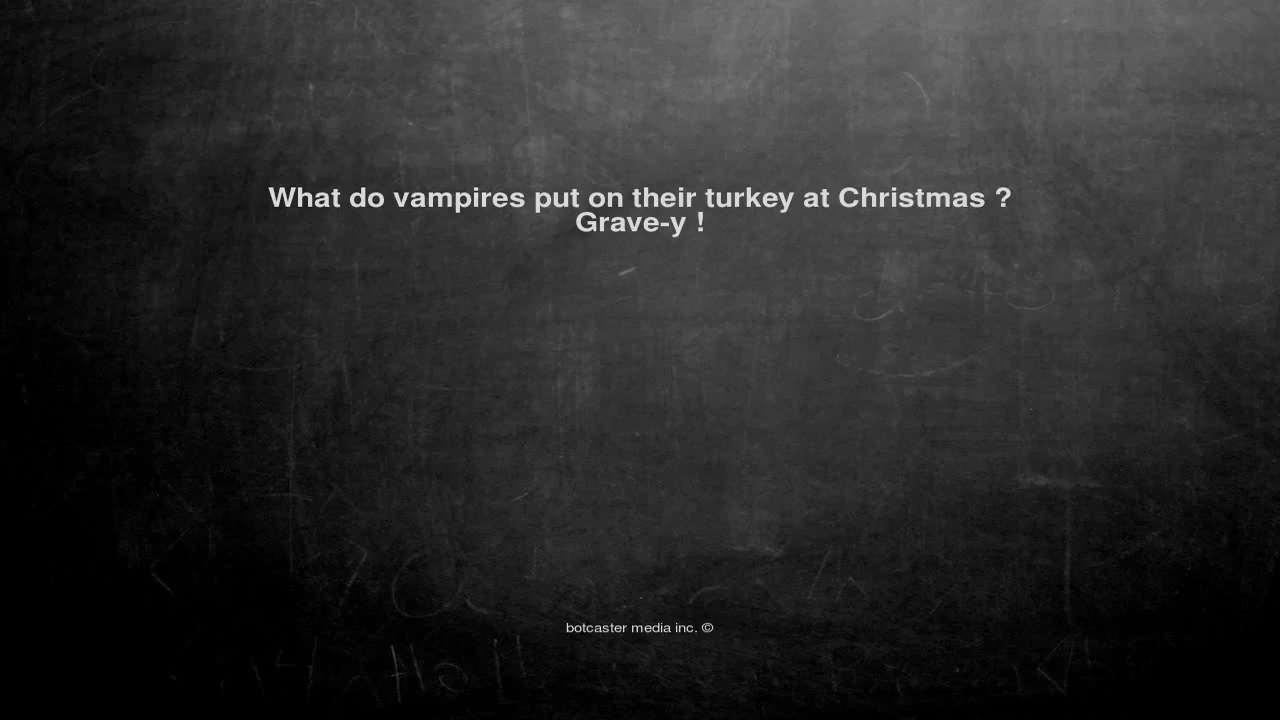 What do vampires put on their turkey at Christmas ?
Grave-y !
botcaster media inc. ©